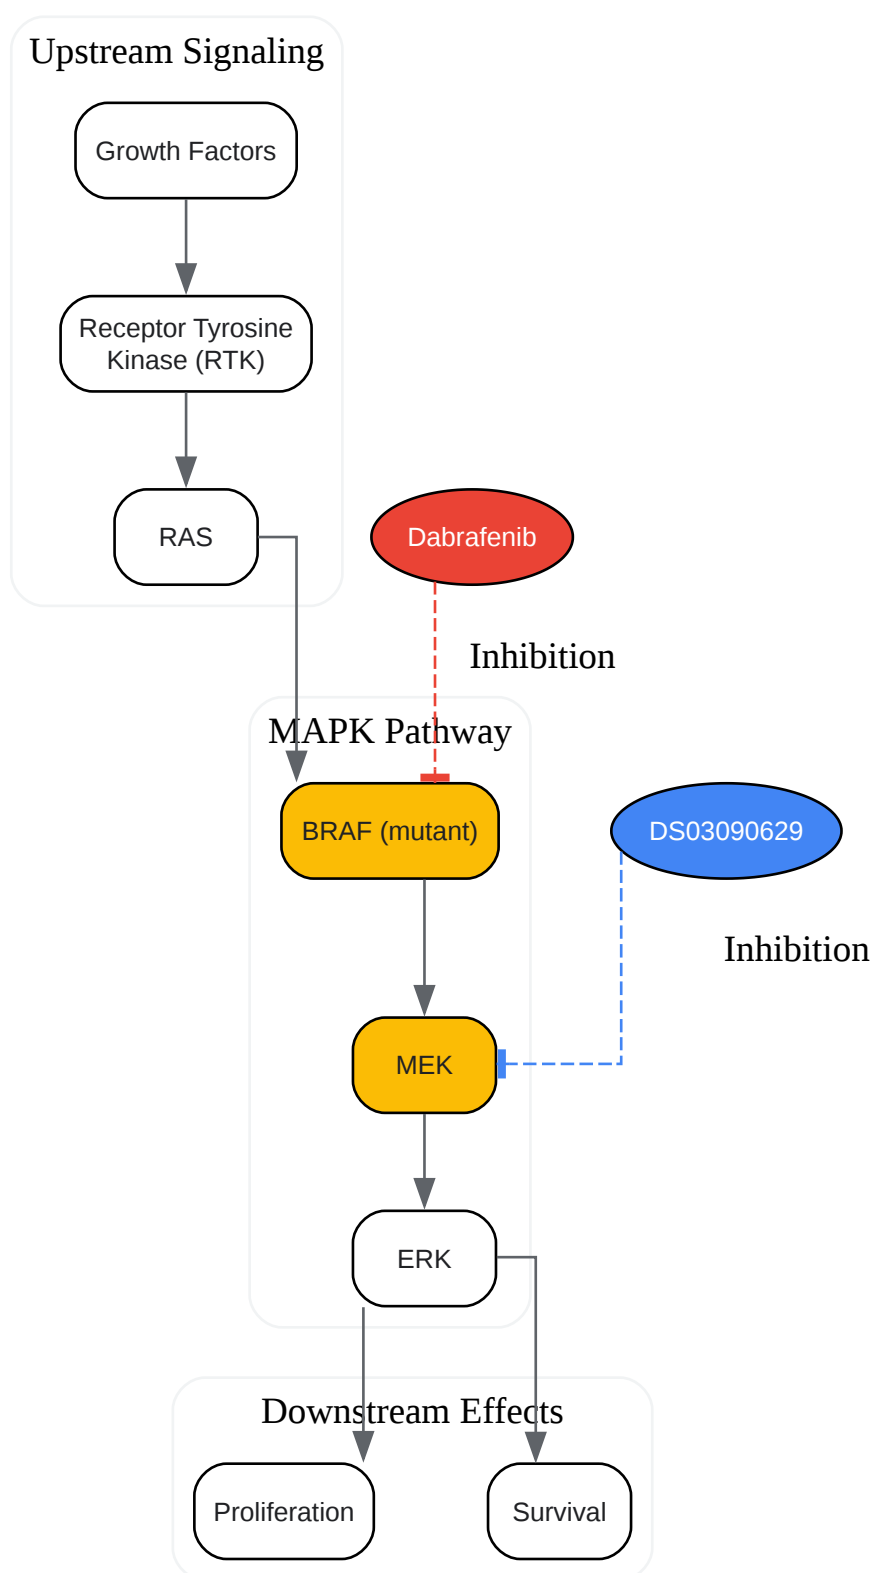 Upstream Signaling
Growth Factors
Receptor Tyrosine
Kinase (RTK)
RAS
Dabrafenib
Inhibition
MAPK Pathway
BRAF (mutant)
DS03090629
Inhibition
MEK
ERK
Downstream Effects
Proliferation
Survival